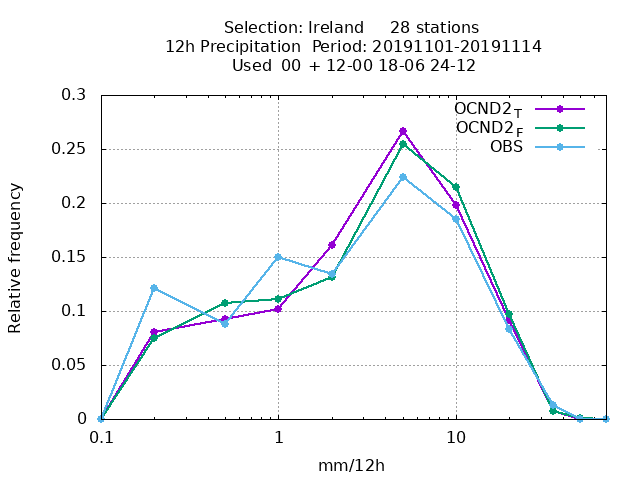 Selection: Ireland 28 stations
12h Precipitation Period: 20191101-20191114
Used 00 + 12-00 18-06 24-12
0.3
0.25
0.2
0.15
0.1
0.05
0
Relative frequency
OCND2T
OCND2F
OBS
0.1 1 10
mm/12h